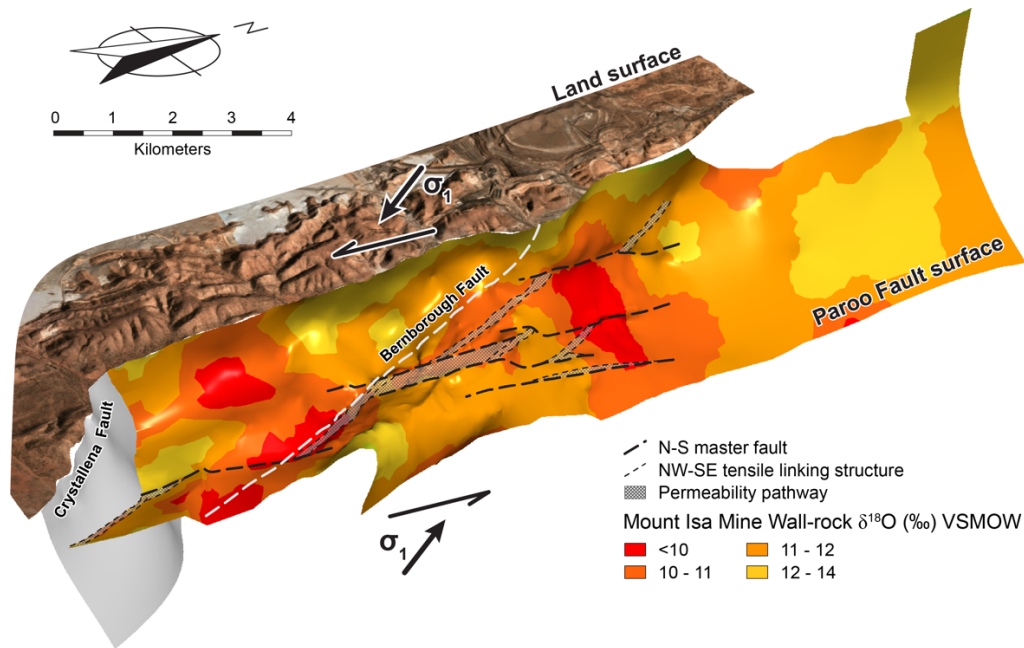 N
0 1 2 3 4
Kilometers
Land surface
σ1
Bernborough Fault
Paroo Fault surface
Crystallena Fault
σ1
N-S master fault
NW-SE tensile linking structure
Permeability pathway
Mount Isa Mine Wall-rock δ18O (‰) VSMOW
<10
11 - 12
10 - 11
12 - 14